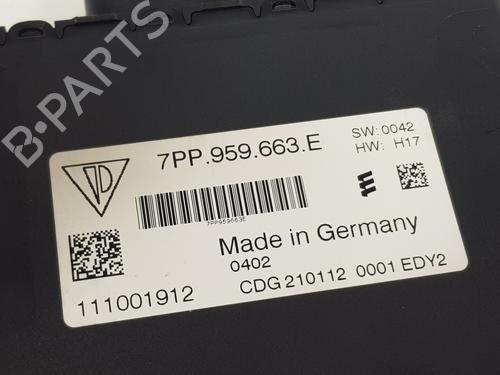 7PP.959.663.E
SW:0042
HW: H17
7PP959663E
Made in Germany
0402
111001912
CDG 210112 0001 EDY2
B-PARTS